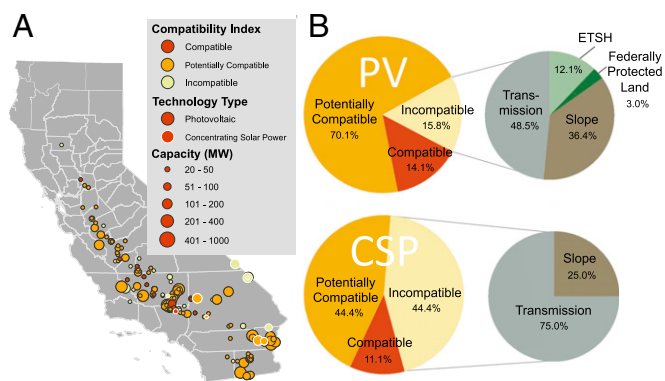 A
Compatibility Index
Compatible
Potentially Compatible
Incompatible
Technology Type
Photovoltaic
Concentrating Solar Power
Capacity (MW)
20 - 50
51 - 100
101 - 200
201 - 400
401 - 1000
B
PV
Potentially
Compatible
70.1%
Incompatible
15.8%
Compatible
14.1%
ETSH
12.1%
Federally
Protected
Land
3.0%
Trans-
mission
48.5%
Slope
36.4%
CSP
Potentially
Compatible
44.4%
Incompatible
44.4%
Compatible
11.1%
Slope
25.0%
Transmission
75.0%